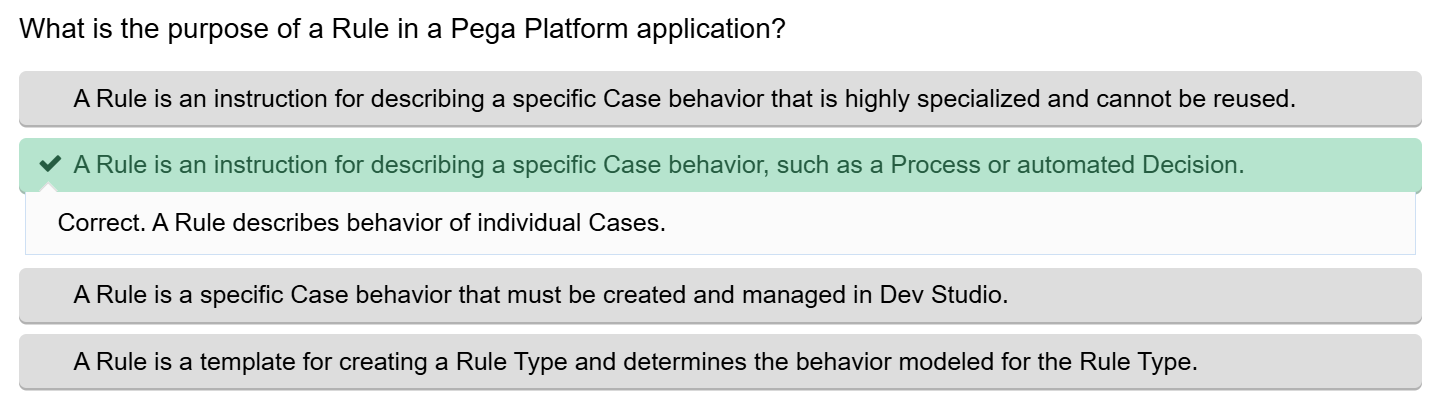 What is the purpose of a Rule in a Pega Platform application?
A Rule is an instruction for describing a specific Case behavior that is highly specialized and cannot be reused.
A Rule is an instruction for describing a specific Case behavior, such as a Process or automated Decision.
Correct. A Rule describes behavior of individual Cases.
A Rule is a specific Case behavior that must be created and managed in Dev Studio.
A Rule is a template for creating a Rule Type and determines the behavior modeled for the Rule Type.